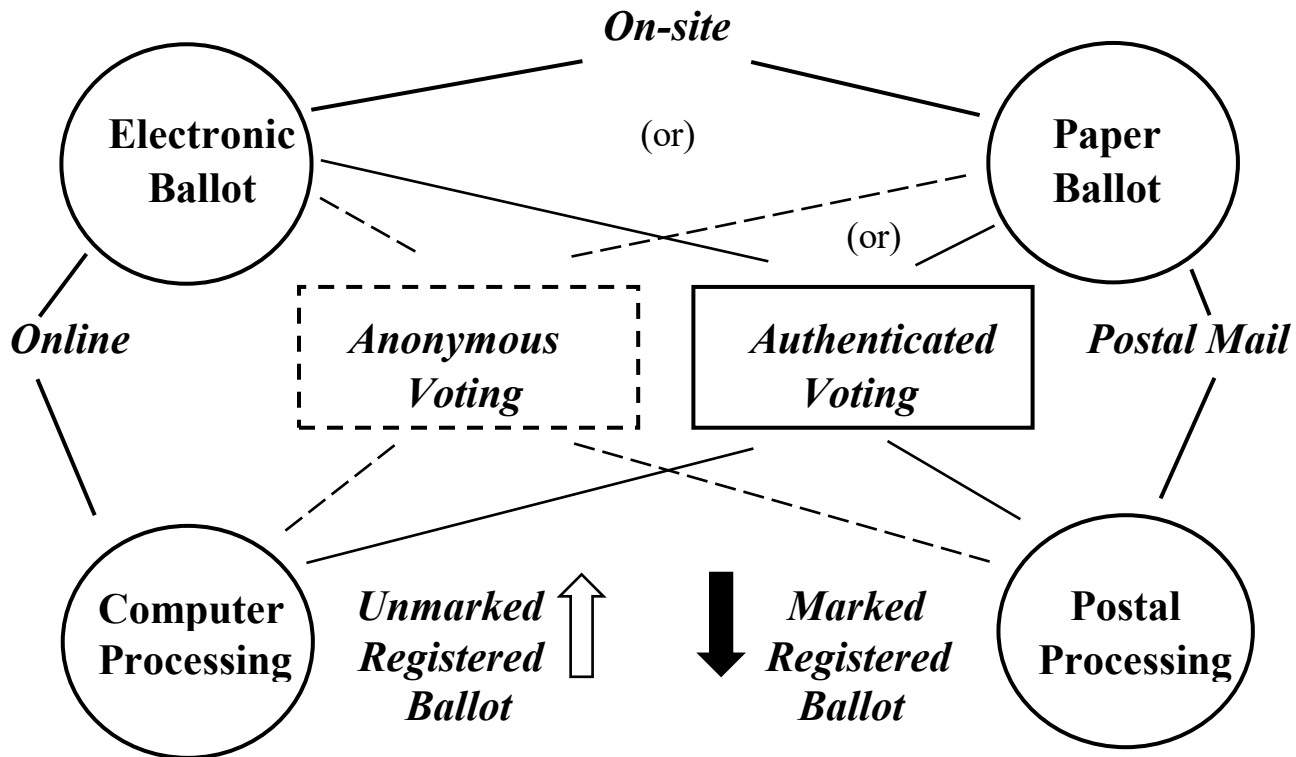 On-site
Electronic
Ballot
(or)
Paper
Ballot
(or)
Online
Anonymous
Voting
Authenticated
Voting
Postal Mail
Computer
Processing
Unmarked
Registered
Ballot
Marked
Registered
Ballot
Postal
Processing